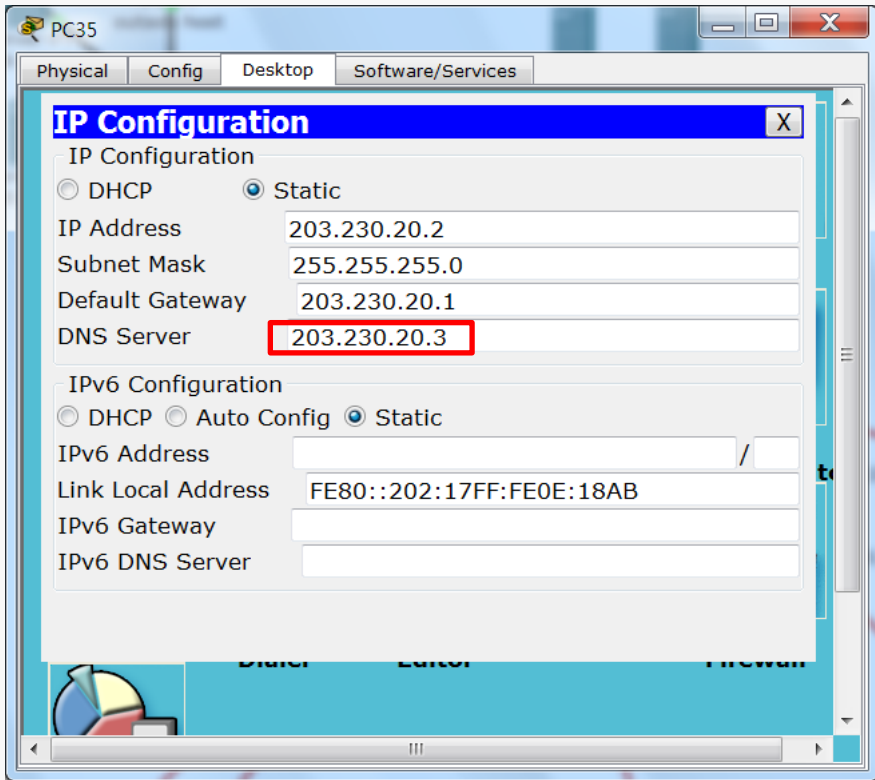 PC35
Physical Config Desktop Software/Services
IP Configuration X
IP Configuration
DHCP Static
IP Address 203.230.20.2
Subnet Mask 255.255.255.0
Default Gateway 203.230.20.1
DNS Server 203.230.20.3
IPv6 Configuration
DHCP Auto Config Static
IPv6 Address /
Link Local Address FE80::202:17FF:FE0E:18AB
IPv6 Gateway
IPv6 DNS Server
Dialer Editor Firewall